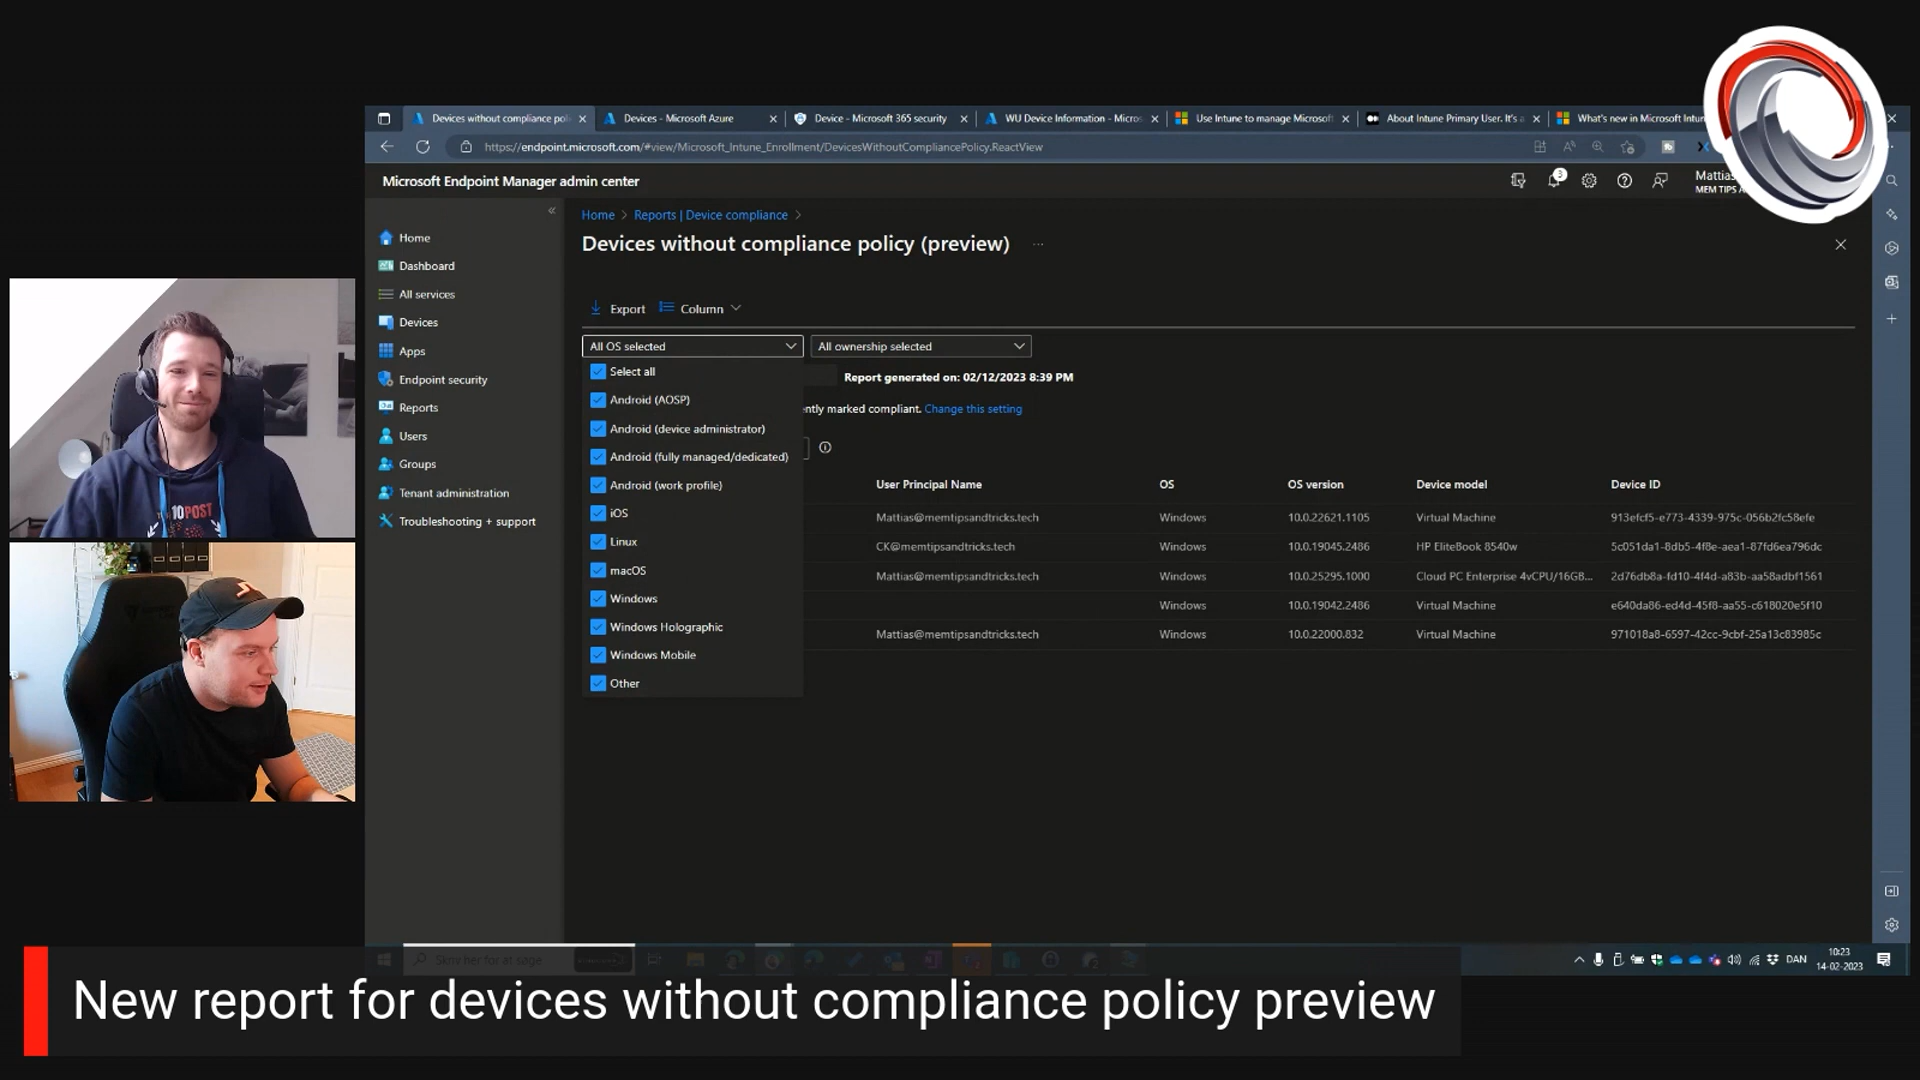 Devices without compliance poli
Devices - Microsoft Azure
Device - Microsoft 365 security
WU Device Information - Micros
Use Intune to manage Microsoft
About Intune Primary User. It's a
What's new in Microsoft Intun
https://endpoint.microsoft.com/#view/Microsoft_Intune_Enrollment/DevicesWithoutCompliancePolicy.ReactView
Microsoft Endpoint Manager admin center
3
Mattias
MEM TIPS A
Home
Dashboard
All services
Devices
Apps
Endpoint security
Reports
Users
Groups
Tenant administration
Troubleshooting + support
Home > Reports | Device compliance >
Devices without compliance policy (preview) ...
Export Column
All OS selected
All ownership selected
Select all
Android (AOSP)
Android (device administrator)
Android (fully managed/dedicated)
Android (work profile)
iOS
Linux
macOS
Windows
Windows Holographic
Windows Mobile
Other
Report generated on: 02/12/2023 8:39 PM
ntly marked compliant. Change this setting
User Principal Name OS OS version Device model Device ID
Mattias@memtipsandtricks.tech Windows 10.0.22621.1105 Virtual Machine 913efcf5-e773-4339-975c-056b2fc58efe
CK@memtipsandtricks.tech Windows 10.0.19045.2486 HP EliteBook 8540w 5c051da1-8db5-4f8e-aea1-87fd6ea796dc
Mattias@memtipsandtricks.tech Windows 10.0.25295.1000 Cloud PC Enterprise 4vCPU/16GB... 2d76db8a-fd10-4f4d-a83b-aa58adbf1561
Windows 10.0.19042.2486 Virtual Machine e640da86-ed4d-45f8-aa55-c618020e5f10
Mattias@memtipsandtricks.tech Windows 10.0.22000.832 Virtual Machine 971018a8-6597-42cc-9cbf-25a13c83985c
10POST
Skriv her for at søge
DAN
10:23
14-02-2023
New report for devices without compliance policy preview